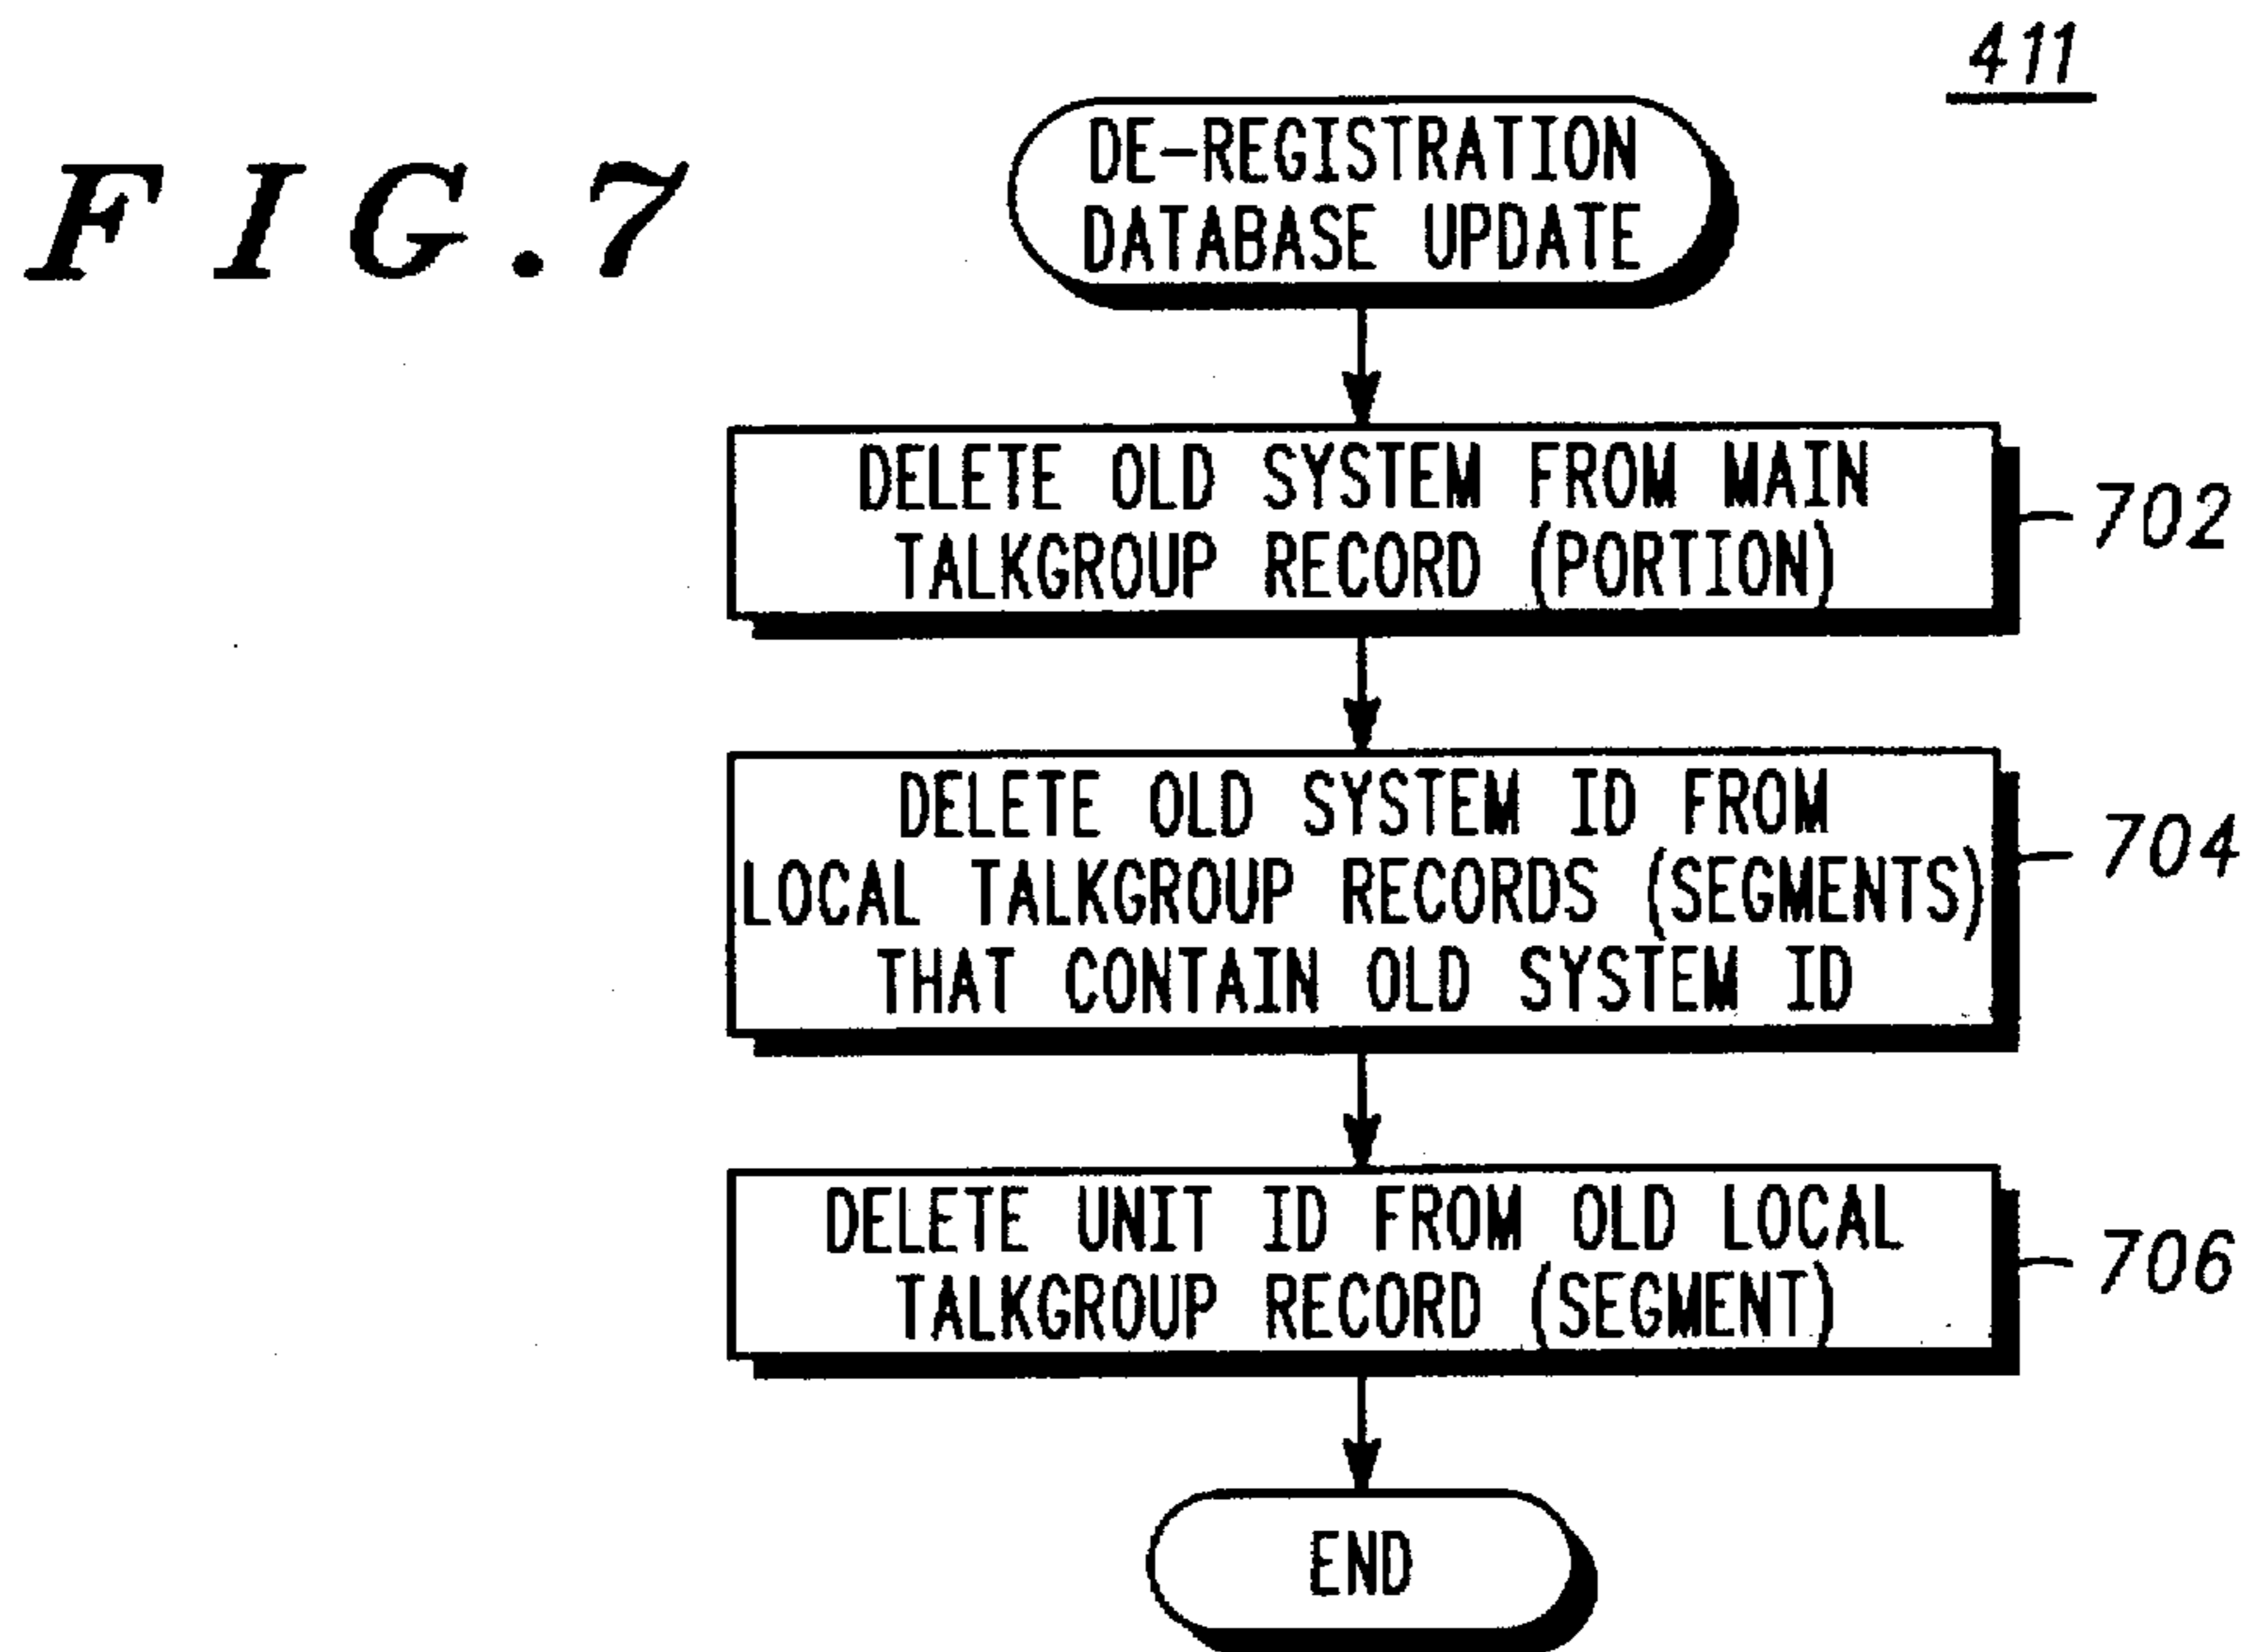 411
FIG. 7
DE-REGISTRATION
DATABASE UPDATE
DELETE OLD SYSTEM FROM MAIN
TALKGROUP RECORD (PORTION)
702
DELETE OLD SYSTEM ID FROM
LOCAL TALKGROUP RECORDS (SEGMENTS)
THAT CONTAIN OLD SYSTEM ID
704
DELETE UNIT ID FROM OLD LOCAL
TALKGROUP RECORD (SEGMENT)
706
END